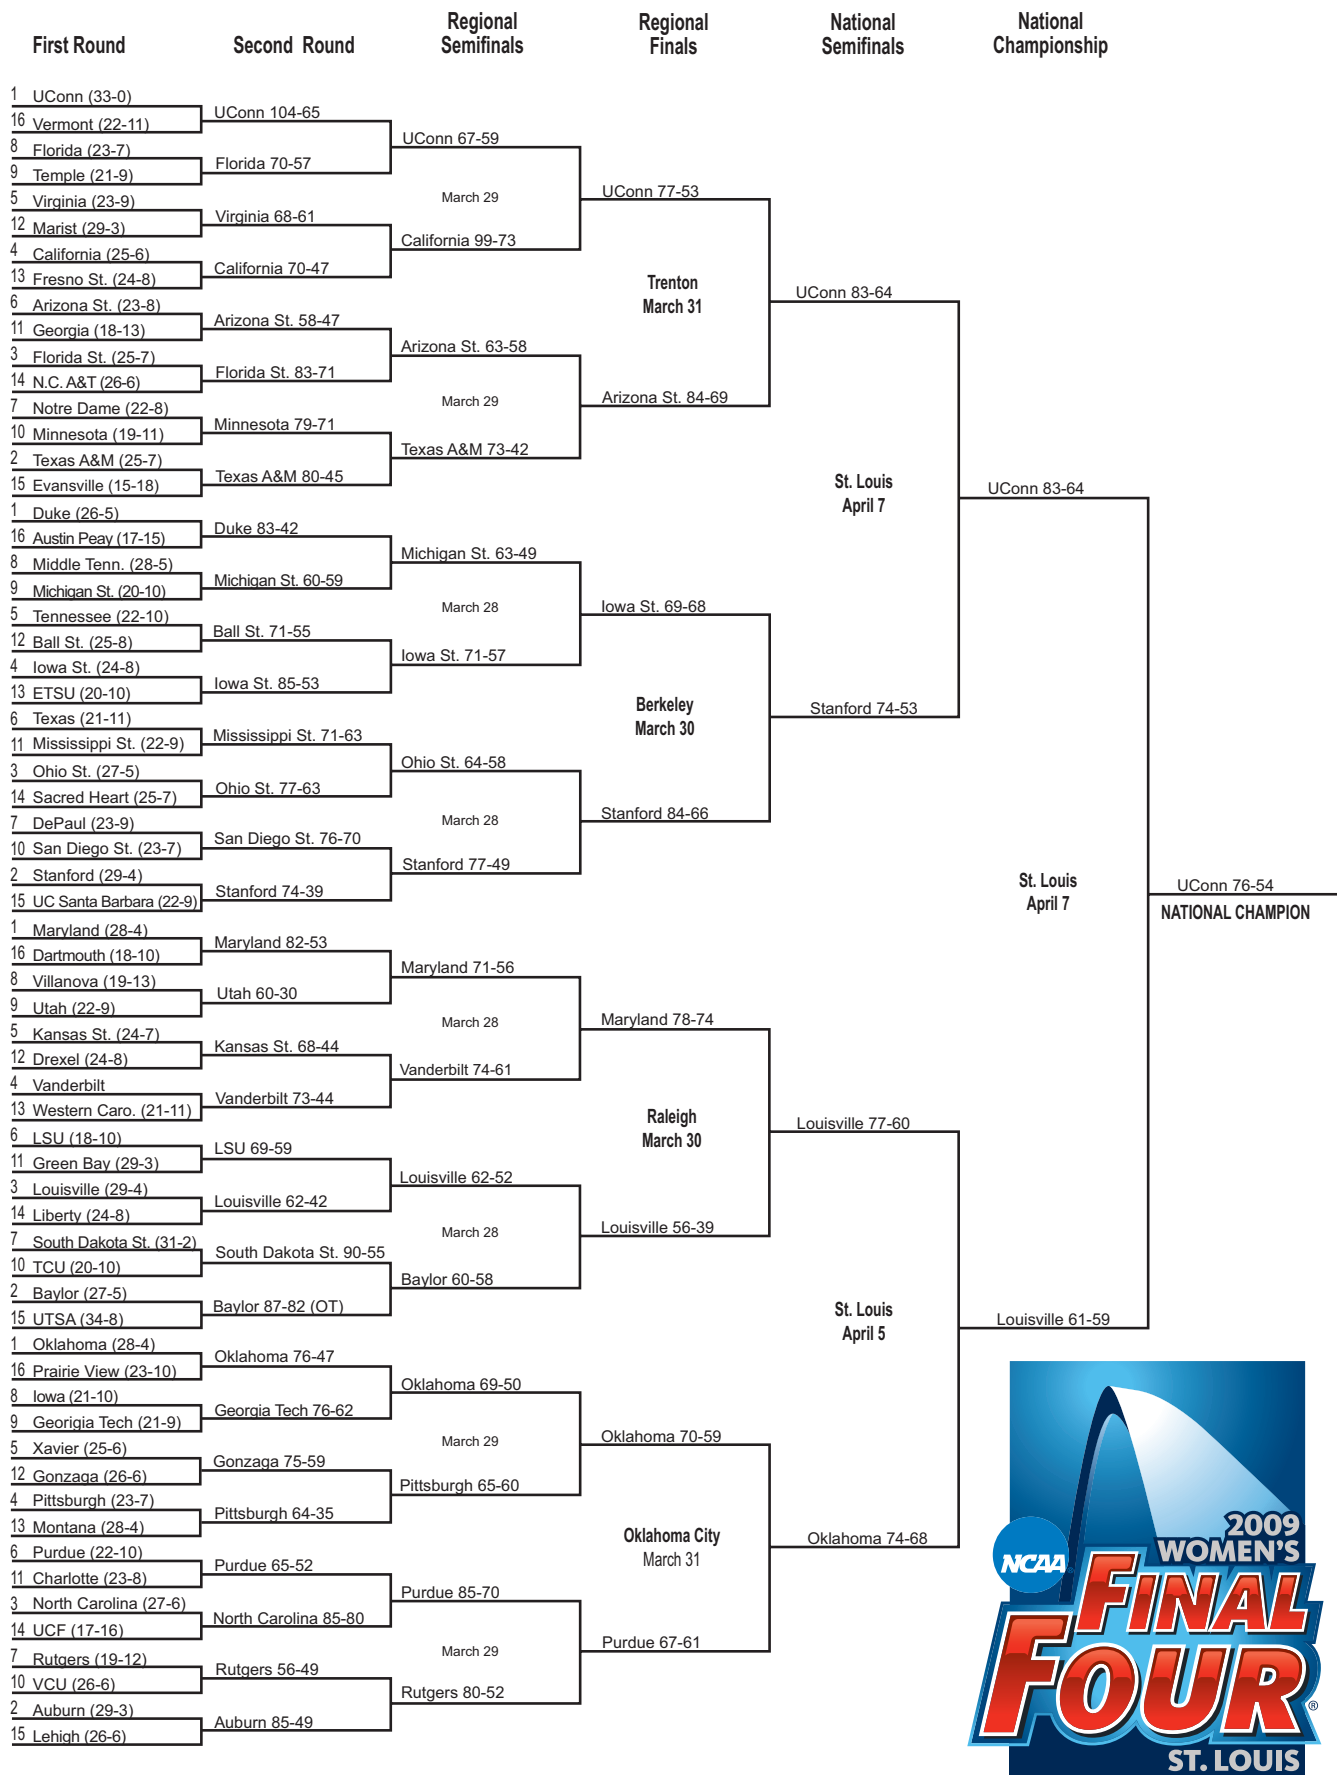 First Round
Second Round
Regional
Semifinals
Regional
Finals
National
Semifinals
National
Championship
1 UConn (33-0)
16 Vermont (22-11)
8 Florida (23-7)
9 Temple (21-9)
5 Virginia (23-9)
12 Marist (29-3)
4 California (25-6)
13 Fresno St. (24-8)
6 Arizona St. (23-8)
11 Georgia (18-13)
3 Florida St. (25-7)
14 N.C. A&T (26-6)
7 Notre Dame (22-8)
10 Minnesota (19-11)
2 Texas A&M (25-7)
15 Evansville (15-18)
1 Duke (26-5)
16 Austin Peay (17-15)
8 Middle Tenn. (28-5)
9 Michigan St. (20-10)
5 Tennessee (22-10)
12 Ball St. (25-8)
4 Iowa St. (24-8)
13 ETSU (20-10)
6 Texas (21-11)
11 Mississippi St. (22-9)
3 Ohio St. (27-5)
14 Sacred Heart (25-7)
7 DePaul (23-9)
10 San Diego St. (23-7)
2 Stanford (29-4)
15 UC Santa Barbara (22-9)
1 Maryland (28-4)
16 Dartmouth (18-10)
8 Villanova (19-13)
9 Utah (22-9)
5 Kansas St. (24-7)
12 Drexel (24-8)
4 Vanderbilt
13 Western Caro. (21-11)
6 LSU (18-10)
11 Green Bay (29-3)
3 Louisville (29-4)
14 Liberty (24-8)
7 South Dakota St. (31-2)
10 TCU (20-10)
2 Baylor (27-5)
15 UTSA (34-8)
1 Oklahoma (28-4)
16 Prairie View (23-10)
8 Iowa (21-10)
9 Georigia Tech (21-9)
5 Xavier (25-6)
12 Gonzaga (26-6)
4 Pittsburgh (23-7)
13 Montana (28-4)
6 Purdue (22-10)
11 Charlotte (23-8)
3 North Carolina (27-6)
14 UCF (17-16)
7 Rutgers (19-12)
10 VCU (26-6)
2 Auburn (29-3)
15 Lehigh (26-6)
UConn 104-65
Florida 70-57
Virginia 68-61
California 70-47
Arizona St. 58-47
Florida St. 83-71
Minnesota 79-71
Texas A&M 80-45
Duke 83-42
Michigan St. 60-59
Ball St. 71-55
Iowa St. 85-53
Mississippi St. 71-63
Ohio St. 77-63
San Diego St. 76-70
Stanford 74-39
Maryland 82-53
Utah 60-30
Kansas St. 68-44
Vanderbilt 73-44
LSU 69-59
Louisville 62-42
South Dakota St. 90-55
Baylor 87-82 (OT)
Oklahoma 76-47
Georgia Tech 76-62
Gonzaga 75-59
Pittsburgh 64-35
Purdue 65-52
North Carolina 85-80
Rutgers 56-49
Auburn 85-49
UConn 67-59
March 29
California 99-73
Arizona St. 63-58
March 29
Texas A&M 73-42
Michigan St. 63-49
March 28
Iowa St. 71-57
Ohio St. 64-58
March 28
Stanford 77-49
Maryland 71-56
March 28
Vanderbilt 74-61
Louisville 62-52
March 28
Baylor 60-58
Oklahoma 69-50
March 29
Pittsburgh 65-60
Purdue 85-70
March 29
Rutgers 80-52
UConn 77-53
Trenton
March 31
Arizona St. 84-69
Iowa St. 69-68
Berkeley
March 30
Stanford 84-66
Maryland 78-74
Raleigh
March 30
Louisville 56-39
Oklahoma 70-59
Oklahoma City
March 31
Purdue 67-61
UConn 83-64
St. Louis
April 7
Stanford 74-53
Louisville 77-60
St. Louis
April 5
Oklahoma 74-68
UConn 83-64
St. Louis
April 7
Louisville 61-59
UConn 76-54
NATIONAL CHAMPION
NCAA
2009
WOMEN'S
FINAL
FOUR®
ST. LOUIS